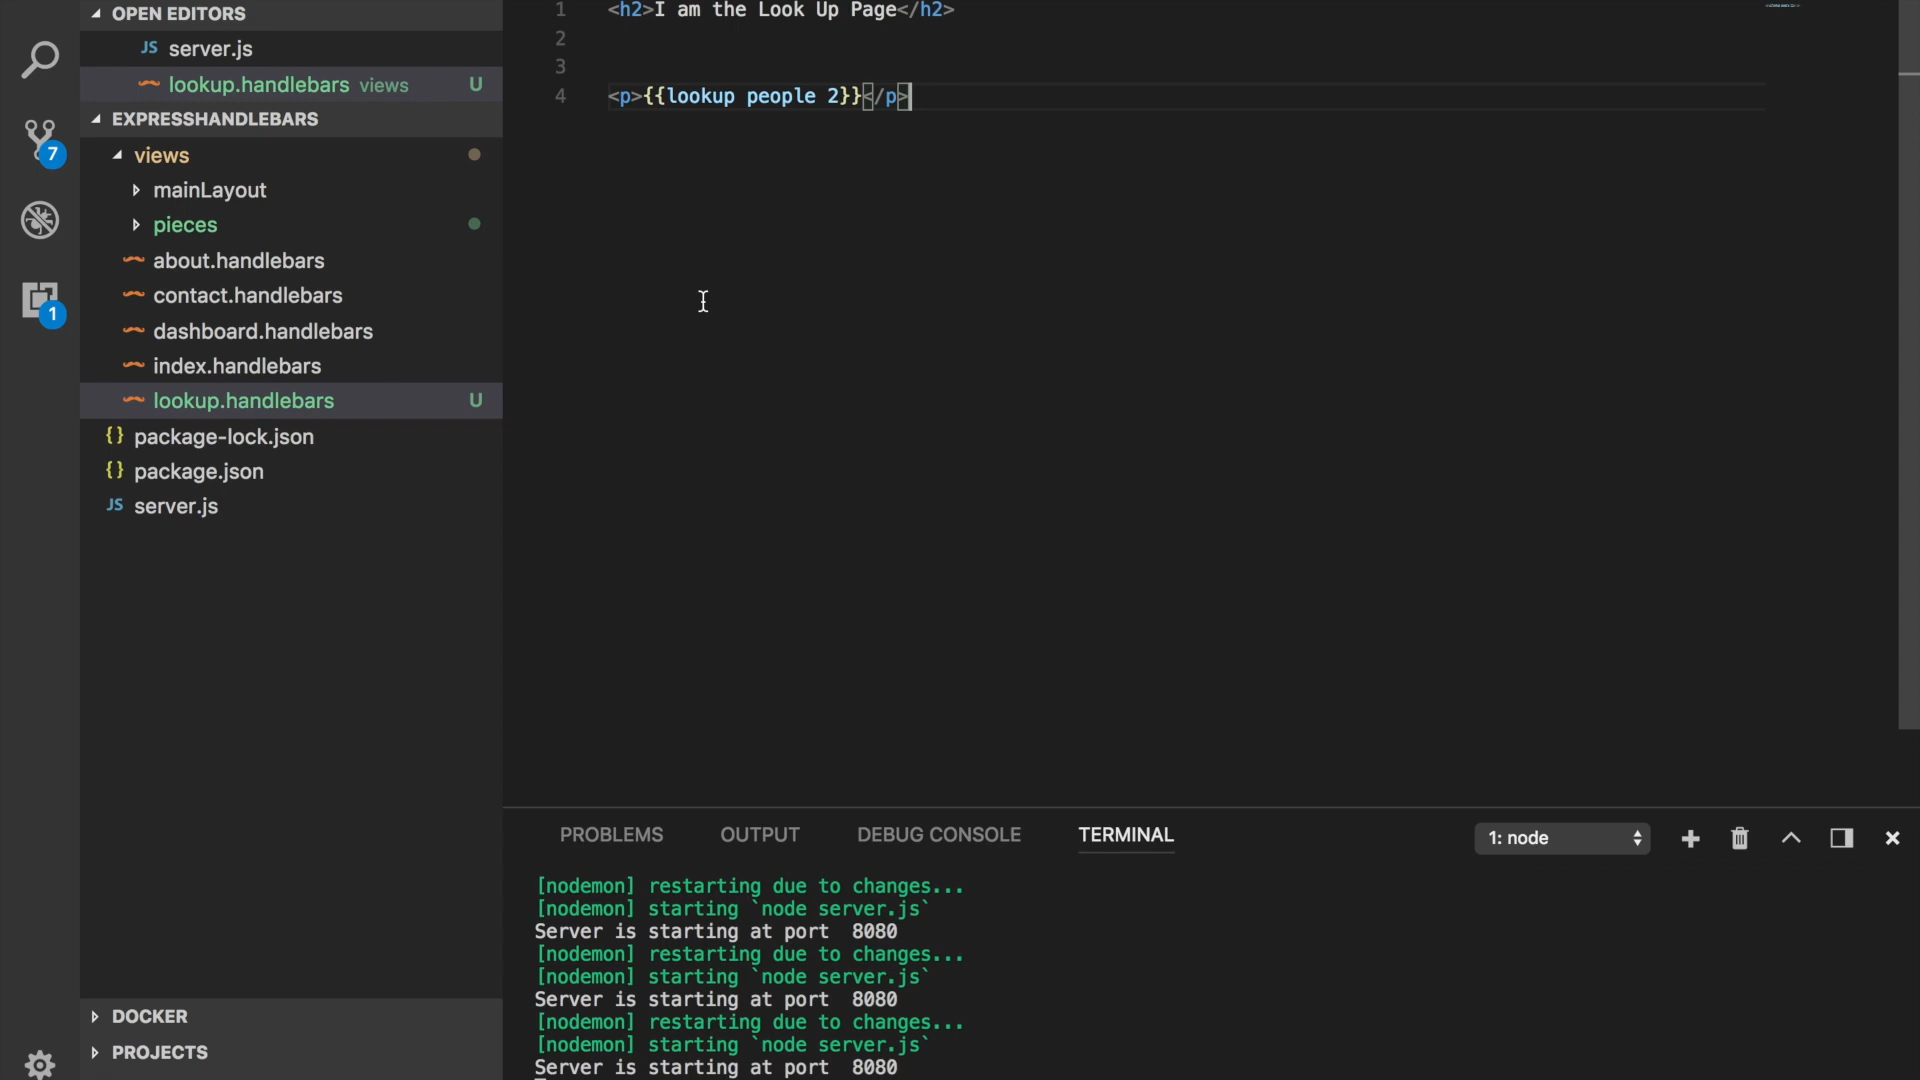 OPEN EDITORS
JS server.js
lookup.handlebars views U
EXPRESSHANDLEBARS
7
views
mainLayout
pieces
about.handlebars
contact.handlebars
1
dashboard.handlebars
index.handlebars
lookup.handlebars U
{} package-lock.json
{} package.json
JS server.js
DOCKER
PROJECTS
1 <h2>I am the Look Up Page</h2>
2
3
4 <p>{{lookup people 2}}</p>
PROBLEMS OUTPUT DEBUG CONSOLE TERMINAL 1: node
[nodemon] restarting due to changes...
[nodemon] starting `node server.js`
Server is starting at port  8080
[nodemon] restarting due to changes...
[nodemon] starting `node server.js`
Server is starting at port  8080
[nodemon] restarting due to changes...
[nodemon] starting `node server.js`
Server is starting at port  8080